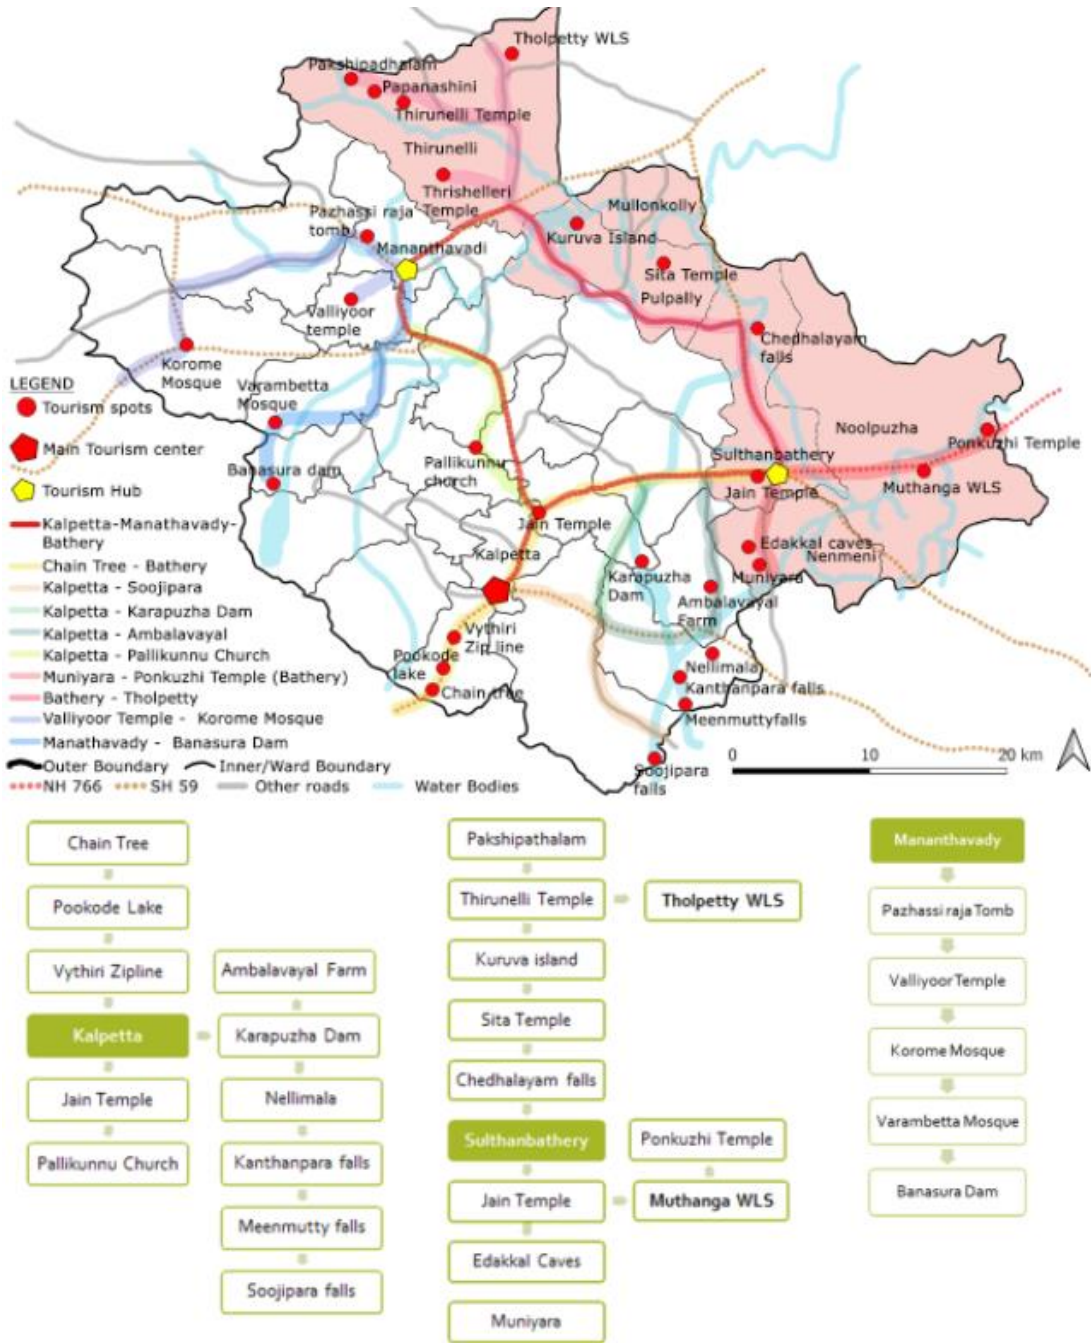 Tholpetty WLS
Pakshipadhalam
Papanashini
Thirunelli Temple
Thirunelli
Thrishelleri
Temple
Mullonkolly
Pazhassi raja
tomb
Kuruva Island
Mananthavadi
Sita Temple
Pulpally
Valliyoor
temple
Chedhalayam
falls
Korome
Mosque
LEGEND
Tourism spots
Main Tourism center
Tourism Hub
Kalpetta-Manathavady-
Bathery
Chain Tree - Bathery
Kalpetta - Soojipara
Kalpetta - Karapuzha Dam
Kalpetta - Ambalavayal
Kalpetta - Pallikunnu Church
Muniyara - Ponkuzhi Temple (Bathery)
Bathery - Tholpetty
Valliyoor Temple - Korome Mosque
Manathavady - Banasura Dam
Outer Boundary
Inner/Ward Boundary
NH 766
SH 59
Other roads
Water Bodies
Varambetta
Mosque
Banasura dam
Pallikunnu
church
Noolpuzha
Ponkuzhi Temple
Sulthanbathery
Jain Temple
Muthanga WLS
Jain Temple
Kalpetta
Edakkal caves
Nenmeni
Muniyara
Karapuzha
Dam
Ambalavayal
Farm
Vythiri
Zip line
Pookode
lake
Chain tree
Nellimala
Kanthanpara falls
Meenmuttyfalls
Soojipara
falls
0 10 20 km
Chain Tree
Pookode Lake
Vythiri Zipline
Kalpetta
Jain Temple
Pallikunnu Church
Ambalavayal Farm
Karapuzha Dam
Nellimala
Kanthanpara falls
Meenmutty falls
Soojipara falls
Pakshipathalam
Thirunelli Temple
Tholpetty WLS
Kuruva island
Sita Temple
Chedhalayam falls
Sulthanbathery
Ponkuzhi Temple
Jain Temple
Muthanga WLS
Edakkal Caves
Muniyara
Mananthavady
Pazhassi raja Tomb
Valliyoor Temple
Korome Mosque
Varambetta Mosque
Banasura Dam